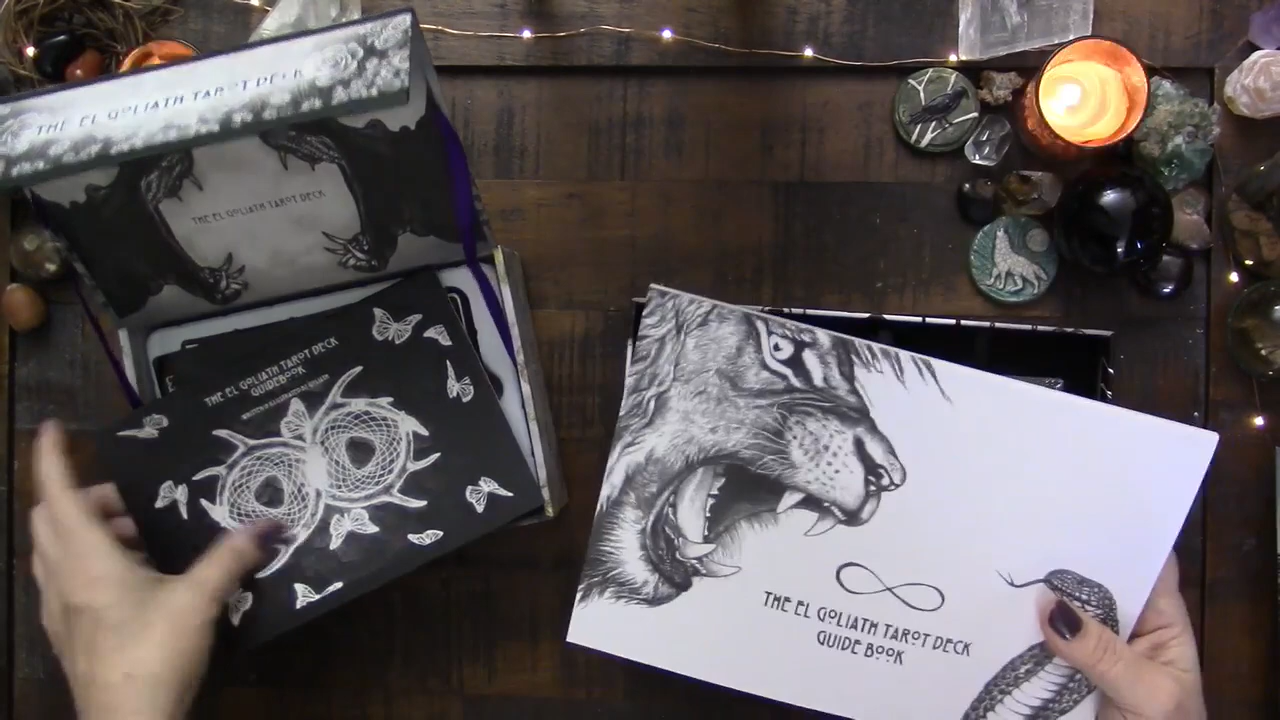 THE EL GOLIATH TAROT DECK
THE EL GOLIATH TAROT DECK
THE EL GOLIATH TAROT DECK
GUIDEBOOK
THE EL GOLIATH TAROT DECK
GUIDE BOOK